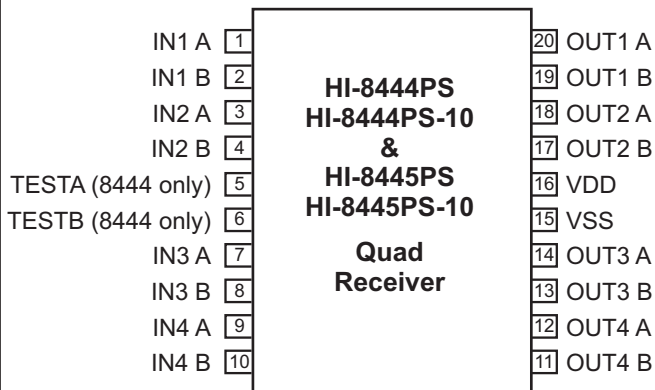 IN1 A 1
IN1 B 2
IN2 A 3
IN2 B 4
TESTA (8444 only) 5
TESTB (8444 only) 6
IN3 A 7
IN3 B 8
IN4 A 9
IN4 B 10
HI-8444PS
HI-8444PS-10
&
HI-8445PS
HI-8445PS-10
Quad
Receiver
20 OUT1 A
19 OUT1 B
18 OUT2 A
17 OUT2 B
16 VDD
15 VSS
14 OUT3 A
13 OUT3 B
12 OUT4 A
11 OUT4 B